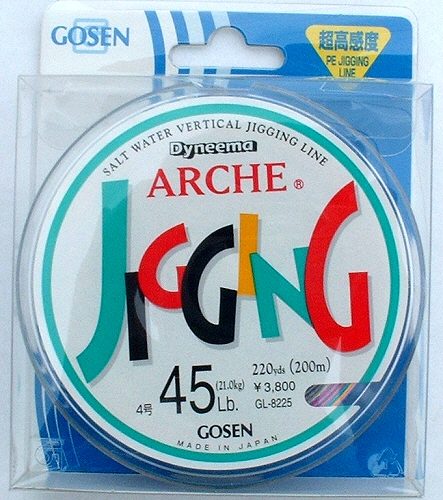 GOSEN
超高感度
PE JIGGING
LINE
SALT WATER VERTICAL JIGGING LINE
Dyneema
ARCHE ®
JIGGING
220yds (200m)
4号 45 (21.0kg) Lb. ¥3,800
GL-8225
GOSEN
MADE IN JAPAN